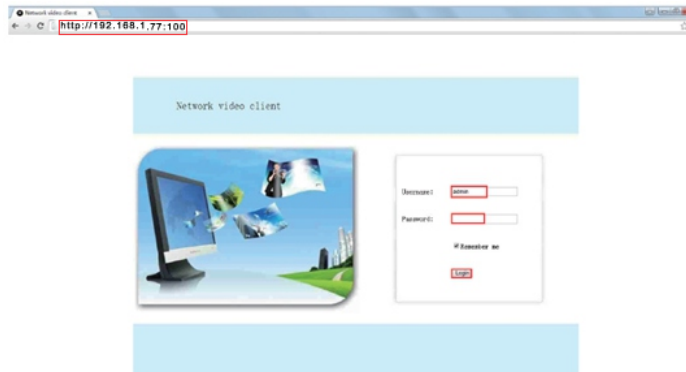 Network video client
http://192.168.1.77:100
Network video client
Username: admin
Password:
Remember me
Login